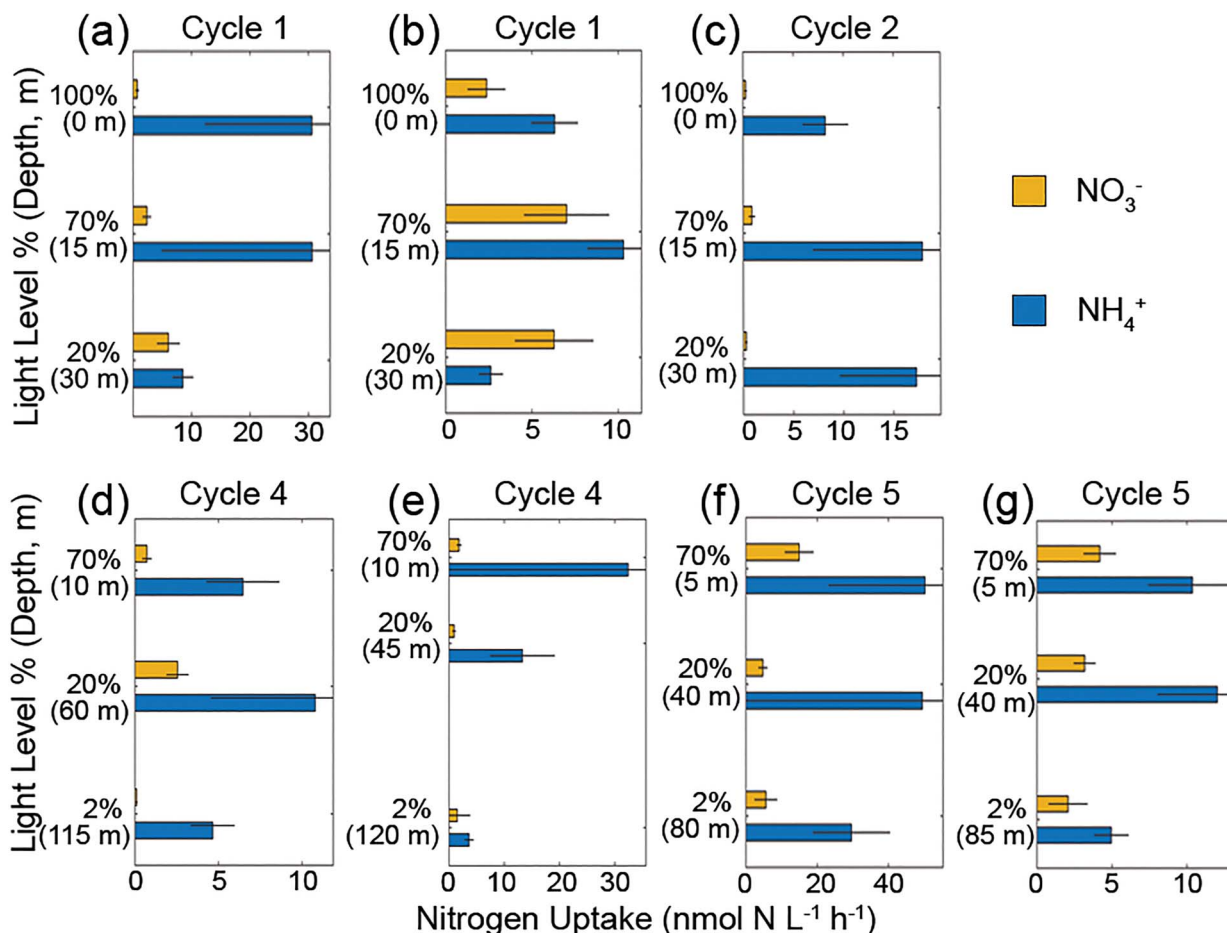 (a) Cycle 1
(b) Cycle 1
(c) Cycle 2
Light Level % (Depth, m)
100%
(0 m)
70%
(15 m)
20%
(30 m)
10 20 30
100%
(0 m)
70%
(15 m)
20%
(30 m)
0 5 10
100%
(0 m)
70%
(15 m)
20%
(30 m)
0 5 10 15
NO₃⁻
NH₄⁺
(d) Cycle 4
(e) Cycle 4
(f) Cycle 5
(g) Cycle 5
Light Level % (Depth, m)
70%
(10 m)
20%
(60 m)
2%
(115 m)
0 5 10
70%
(10 m)
20%
(45 m)
2%
(120 m)
0 10 20 30
70%
(5 m)
20%
(40 m)
2%
(80 m)
0 20 40
70%
(5 m)
20%
(40 m)
2%
(85 m)
0 5 10
Nitrogen Uptake (nmol N L⁻¹ h⁻¹)